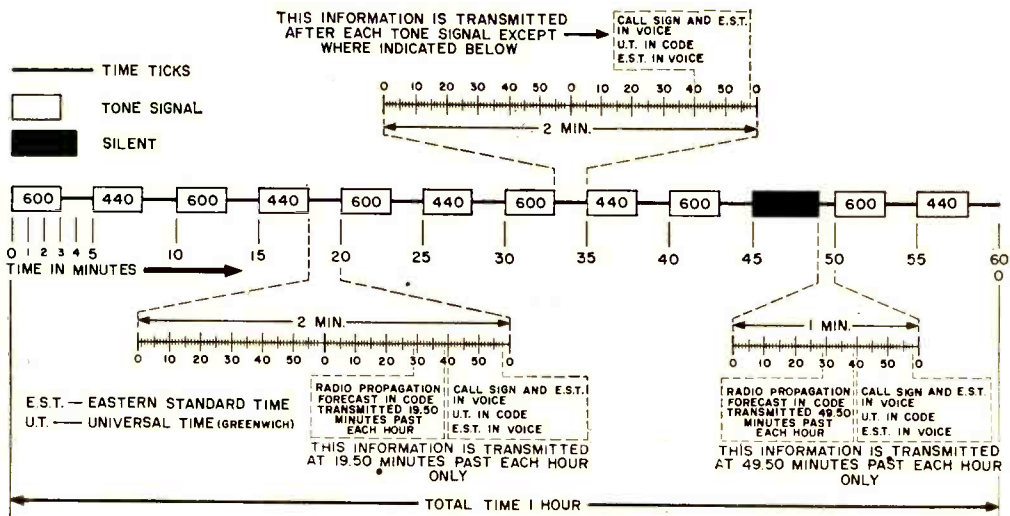 THIS INFORMATION IS TRANSMITTED
AFTER EACH TONE SIGNAL EXCEPT
WHERE INDICATED BELOW
CALL SIGN AND E.S.T.
IN VOICE
U.T. IN CODE
E.S.T. IN VOICE
TIME TICKS
TONE SIGNAL
SILENT
0 10 20 30 40 50 0 10 20 30 40 50 0
2 MIN.
600 440 600 440 600 440 600 440 600 600 440
0 1 2 3 4 5 10 15 20 25 30 35 40 45 50 55 60
0
TIME IN MINUTES
2 MIN.
0 10 20 30 40 50 0 10 20 30 40 50 0
RADIO PROPAGATION
FORECAST IN CODE
TRANSMITTED 19.50
MINUTES PAST
EACH HOUR
CALL SIGN AND E.S.T.
IN VOICE
U.T. IN CODE
E.S.T. IN VOICE
THIS INFORMATION IS TRANSMITTED
AT 19.50 MINUTES PAST EACH HOUR
ONLY
1 MIN.
0 10 20 30 40 50 0
RADIO PROPAGATION
FORECAST IN CODE
TRANSMITTED 49.50
MINUTES PAST
EACH HOUR
CALL SIGN AND E.S.T.
IN VOICE
U.T. IN CODE
E.S.T. IN VOICE
THIS INFORMATION IS TRANSMITTED
AT 49.50 MINUTES PAST EACH HOUR
ONLY
E.S.T. — EASTERN STANDARD TIME
U.T. — UNIVERSAL TIME (GREENWICH)
TOTAL TIME 1 HOUR